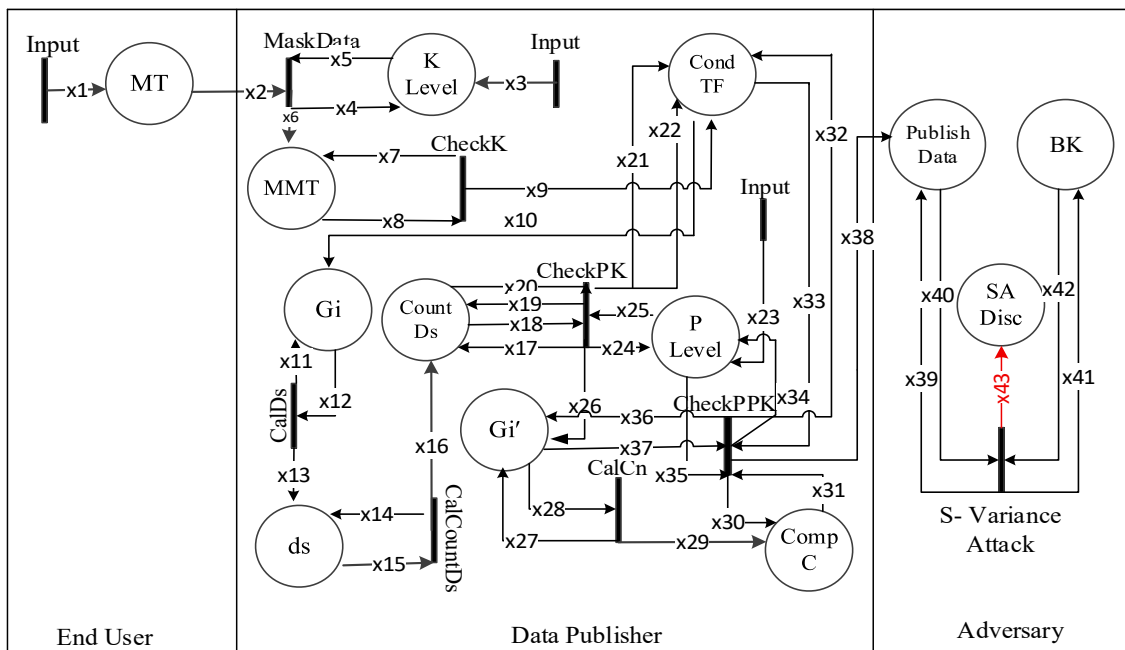 Input
x1
MT
x2
MaskData
x5
x4
x6
K
Level
x3
Input
MMT
x7
x8
CheckK
x9
x10
Cond
TF
x21
x22
x32
x33
Input
x23
Gi
x11
x12
CalDs
x13
ds
x14
x15
CalCountDs
x16
Count
Ds
x20
x19
x18
x17
CheckPK
x25
x24
P
Level
x26
x34
x36
CheckPPK
Gi'
x37
x35
CalCn
x28
x27
x29
x30
x31
Comp
C
x38
Publish
Data
BK
x40
x42
SA
Disc
x39
x43
x41
S- Variance
Attack
End User
Data Publisher
Adversary